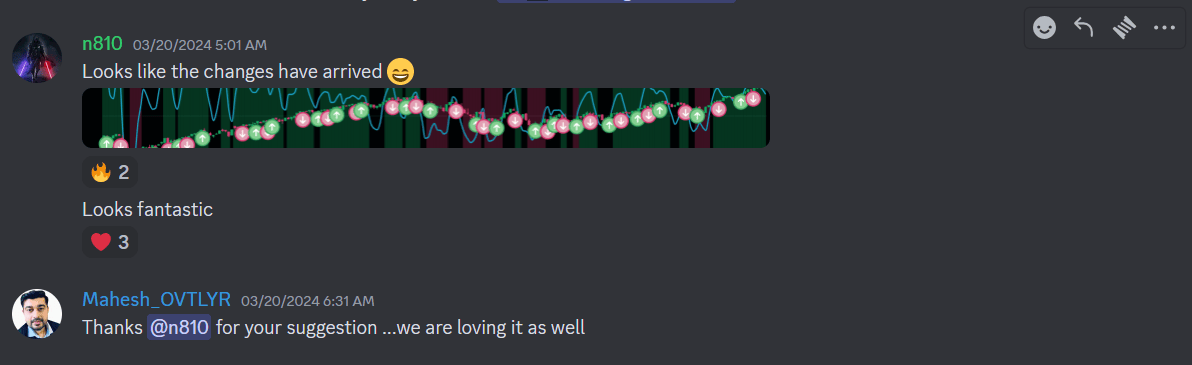 n810 03/20/2024 5:01 AM
Looks like the changes have arrived 😄
🔥 2
Looks fantastic
❤️ 3
Mahesh_OVTLYR 03/20/2024 6:31 AM
Thanks @n810 for your suggestion ...we are loving it as well